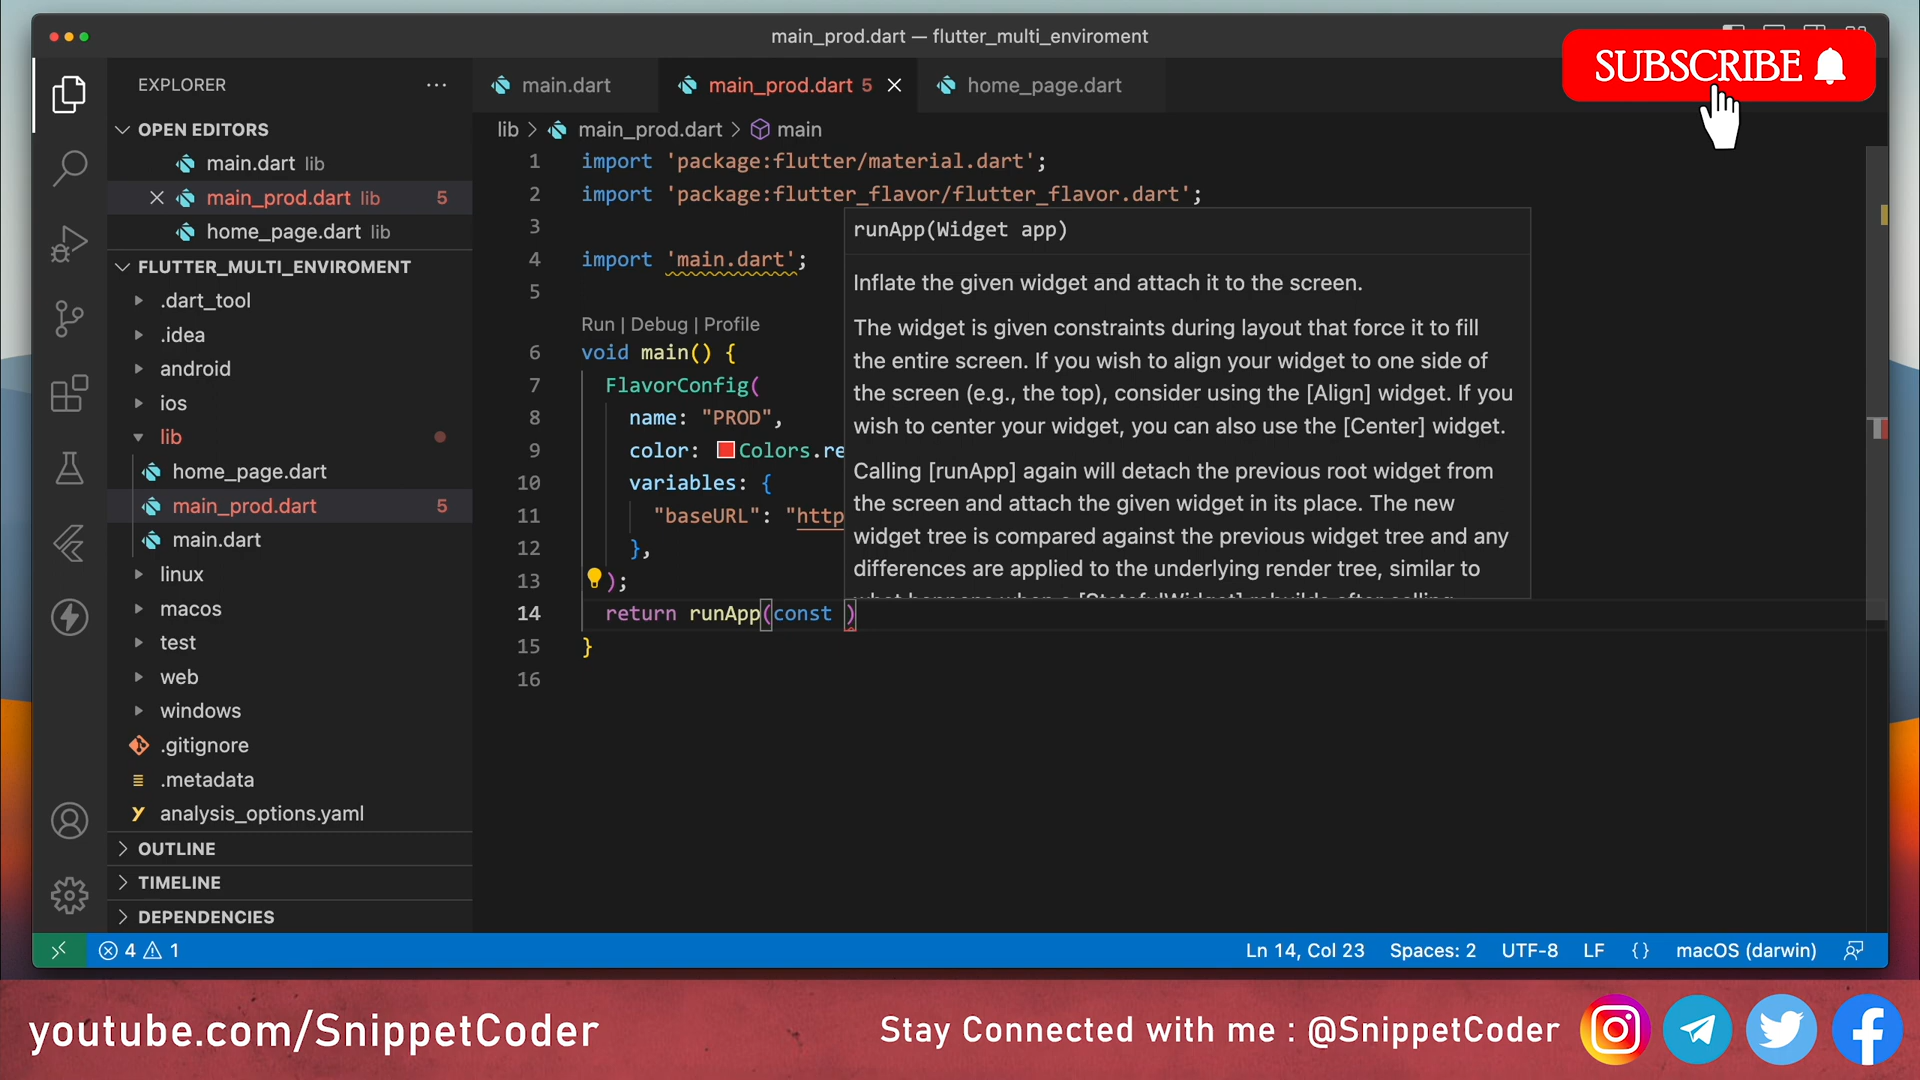 main_prod.dart — flutter_multi_enviroment
SUBSCRIBE
EXPLORER
OPEN EDITORS
main.dart lib
main_prod.dart lib 5
home_page.dart lib
FLUTTER_MULTI_ENVIROMENT
.dart_tool
.idea
android
ios
lib
home_page.dart
main_prod.dart 5
main.dart
linux
macos
test
web
windows
.gitignore
.metadata
analysis_options.yaml
OUTLINE
TIMELINE
DEPENDENCIES
main.dart
main_prod.dart 5
home_page.dart
lib > main_prod.dart > main
1 import 'package:flutter/material.dart';
2 import 'package:flutter_flavor/flutter_flavor.dart';
3
4 import 'main.dart';
5
Run | Debug | Profile
6 void main() {
7 FlavorConfig(
8 name: "PROD",
9 color: Colors.re
10 variables: {
11 "baseURL": "http
12 },
13 );
14 return runApp(const )
15 }
16
runApp(Widget app)
Inflate the given widget and attach it to the screen.
The widget is given constraints during layout that force it to fill
the entire screen. If you wish to align your widget to one side of
the screen (e.g., the top), consider using the [Align] widget. If you
wish to center your widget, you can also use the [Center] widget.
Calling [runApp] again will detach the previous root widget from
the screen and attach the given widget in its place. The new
widget tree is compared against the previous widget tree and any
differences are applied to the underlying render tree, similar to
4 1
Ln 14, Col 23 Spaces: 2 UTF-8 LF {} macOS (darwin)
youtube.com/SnippetCoder
Stay Connected with me : @SnippetCoder